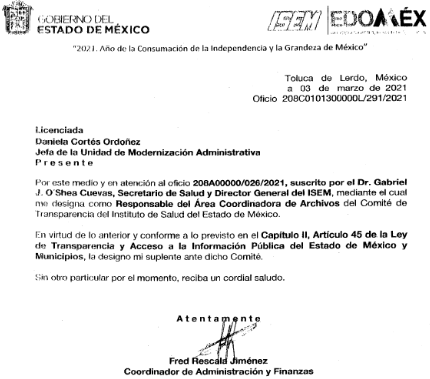 GOBIERNO DEL
ESTADO DE MÉXICO
ISEM
EDOMÉX
"2021. Año de la Consumación de la Independencia y la Grandeza de México"
Toluca de Lerdo, México
a 03 de marzo de 2021
Oficio 208C0101300000L/291/2021
Licenciada
Daniela Cortés Ordoñez
Jefa de la Unidad de Modernización Administrativa
P r e s e n t e
Por este medio y en atención al oficio 208A00000/026/2021, suscrito por el Dr. Gabriel
J. O´Shea Cuevas, Secretario de Salud y Director General del ISEM, mediante el cual
me designa como Responsable del Área Coordinadora de Archivos del Comité de
Transparencia del Instituto de Salud del Estado de México.
En virtud de lo anterior y conforme a lo previsto en el Capítulo II, Artículo 45 de la Ley
de Transparencia y Acceso a la Información Pública del Estado de México y
Municipios, la designo mi suplente ante dicho Comité.
Sin otro particular por el momento, reciba un cordial saludo.
A t e n t a m e n t e
Fred Rescala Jiménez
Coordinador de Administración y Finanzas